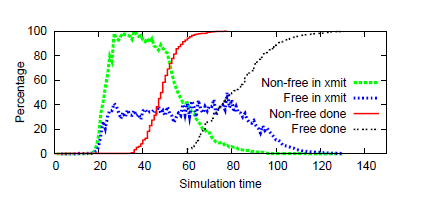 100
80
60
40
20
0
Percentage
Non-free in xmit
Free in xmit
Non-free done
Free done
0 20 40 60 80 100 120 140
Simulation time